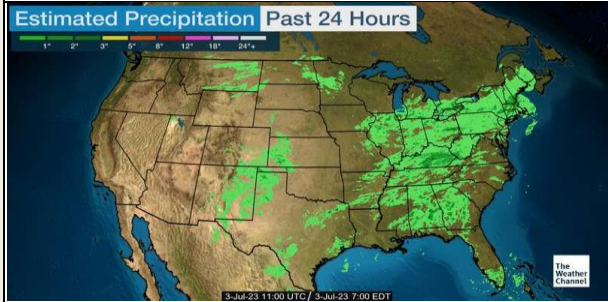 Estimated Precipitation Past 24 Hours
1" 2" 3" 5" 8" 12" 18" 24"+
The
Weather
Channel
3-Jul-23 11:00 UTC / 3-Jul-23 7:00 EDT